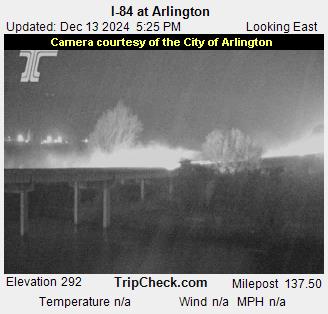 I-84 at Arlington
Updated: Dec 13 2024 5:25 PM Looking East
Camera courtesy of the City of Arlington
Elevation 292 TripCheck.com Milepost 137.50
Temperature n/a Wind n/a MPH n/a